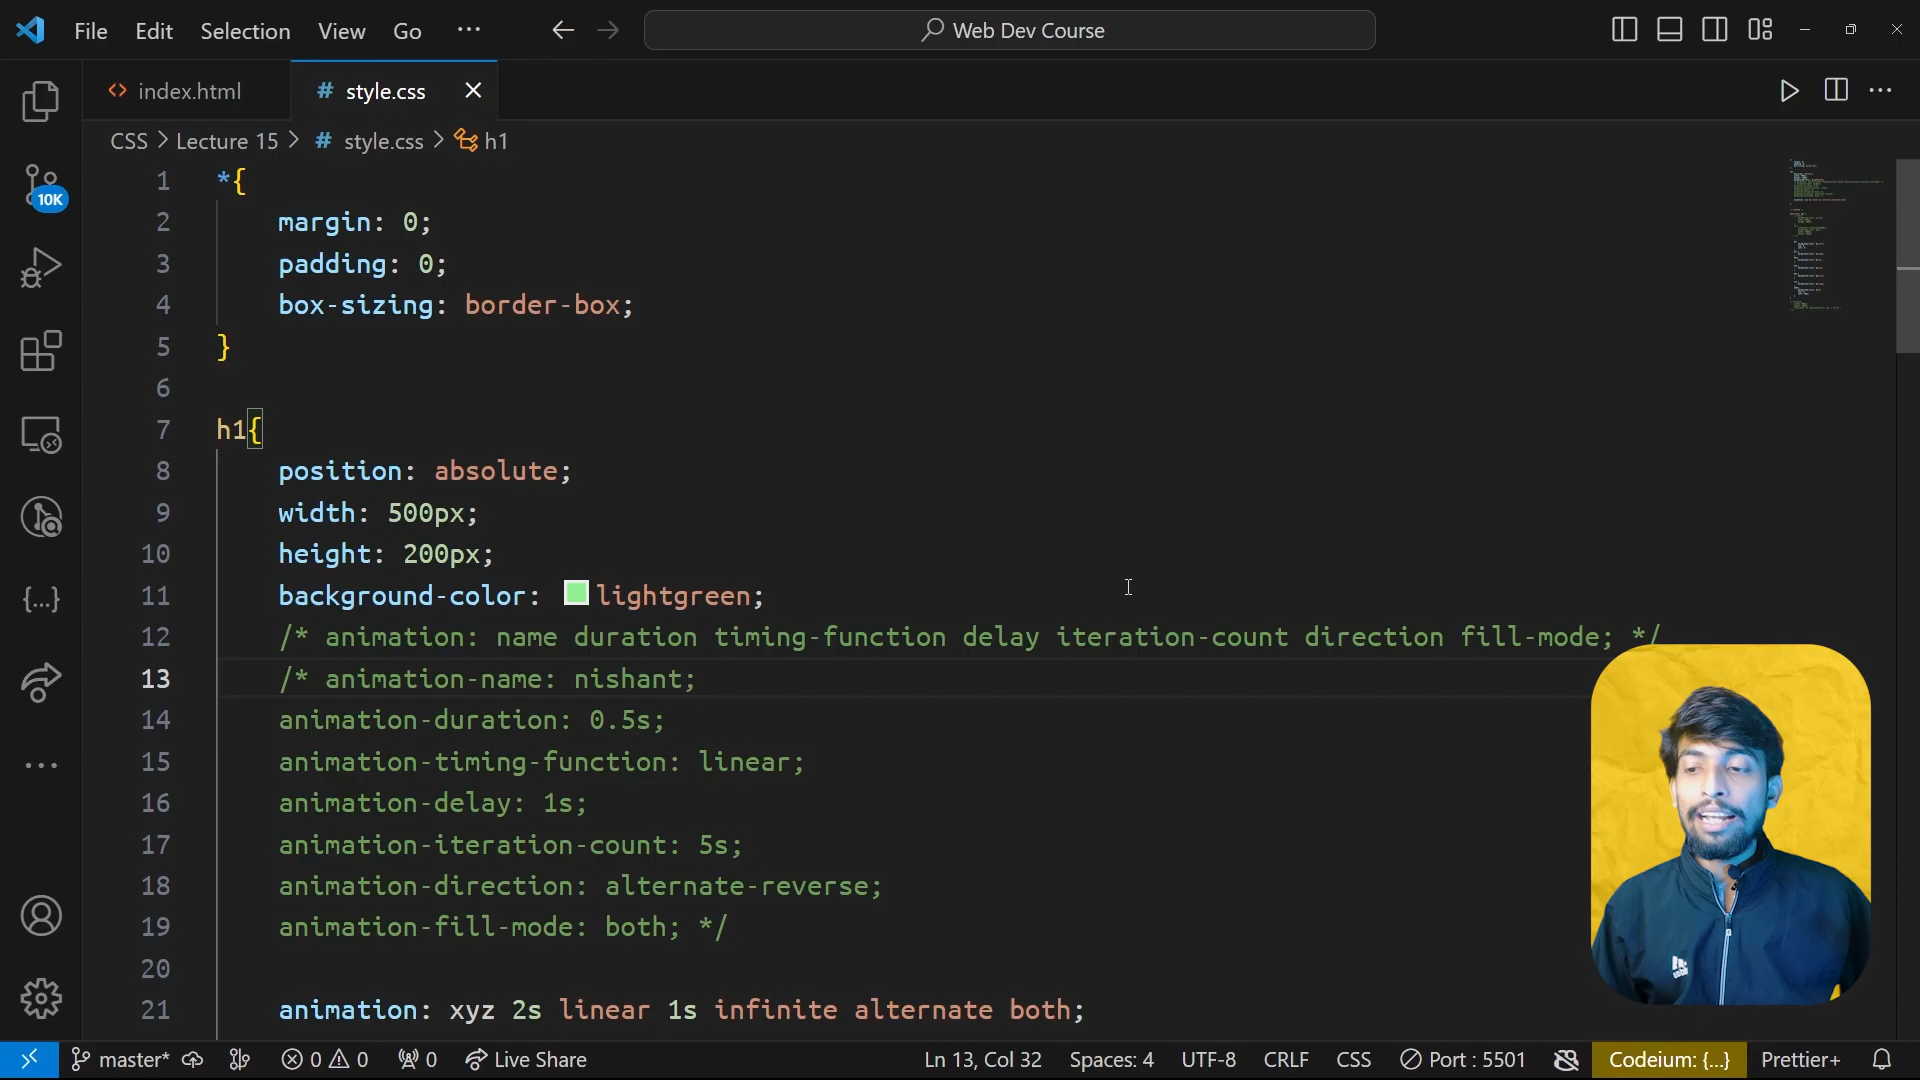 File Edit Selection View Go ··· Web Dev Course
index.html # style.css
CSS > Lecture 15 > # style.css > h1
10K
1 *{
2 margin: 0;
3 padding: 0;
4 box-sizing: border-box;
5 }
6
7 h1{
8 position: absolute;
9 width: 500px;
10 height: 200px;
11 background-color: lightgreen;
12 /* animation: name duration timing-function delay iteration-count direction fill-mode; */
13 /* animation-name: nishant;
14 animation-duration: 0.5s;
15 animation-timing-function: linear;
16 animation-delay: 1s;
17 animation-iteration-count: 5s;
18 animation-direction: alternate-reverse;
19 animation-fill-mode: both; */
20
21 animation: xyz 2s linear 1s infinite alternate both;
master* 0 0 0 Live Share Ln 13, Col 32 Spaces: 4 UTF-8 CRLF CSS Port : 5501 Codeium: {...} Prettier+